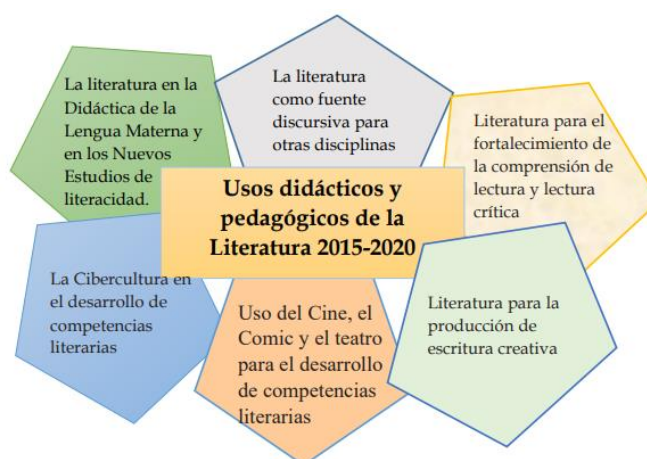 La literatura en la
Didáctica de la
Lengua Materna y
en los Nuevos
Estudios de
literacidad.
La literatura
como fuente
discursiva para
otras disciplinas
Literatura para el
fortalecimiento de
la comprensión de
lectura y lectura
crítica
Usos didácticos y
pedagógicos de la
Literatura 2015-2020
La Cibercultura en
el desarrollo de
competencias
literarias
Uso del Cine, el
Comic y el teatro
para el desarrollo
de competencias
literarias
Literatura para la
producción de
escritura creativa